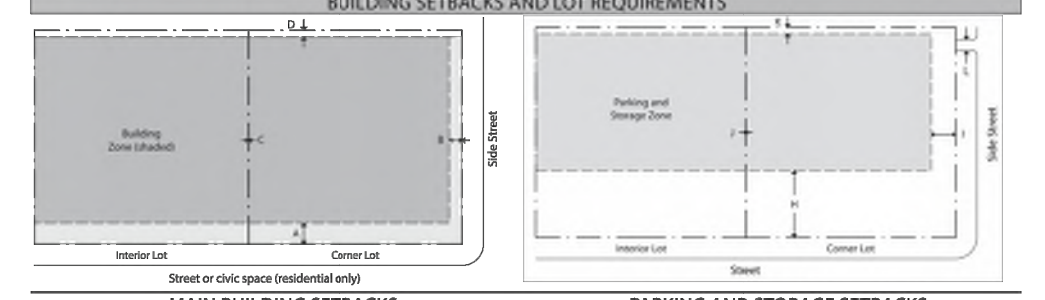 BUILDING SETBACKS AND LOT REQUIREMENTS
D
Building
Zone (shaded)
C
B
Side Street
A
Interior Lot
Corner Lot
Street or civic space (residential only)
Parking and
Storage Zone
Side Street
H
Interior Lot
Corner Lot
Street
MAIN BUILDING SETBACKS
PARKING AND STORAGE SETBACKS